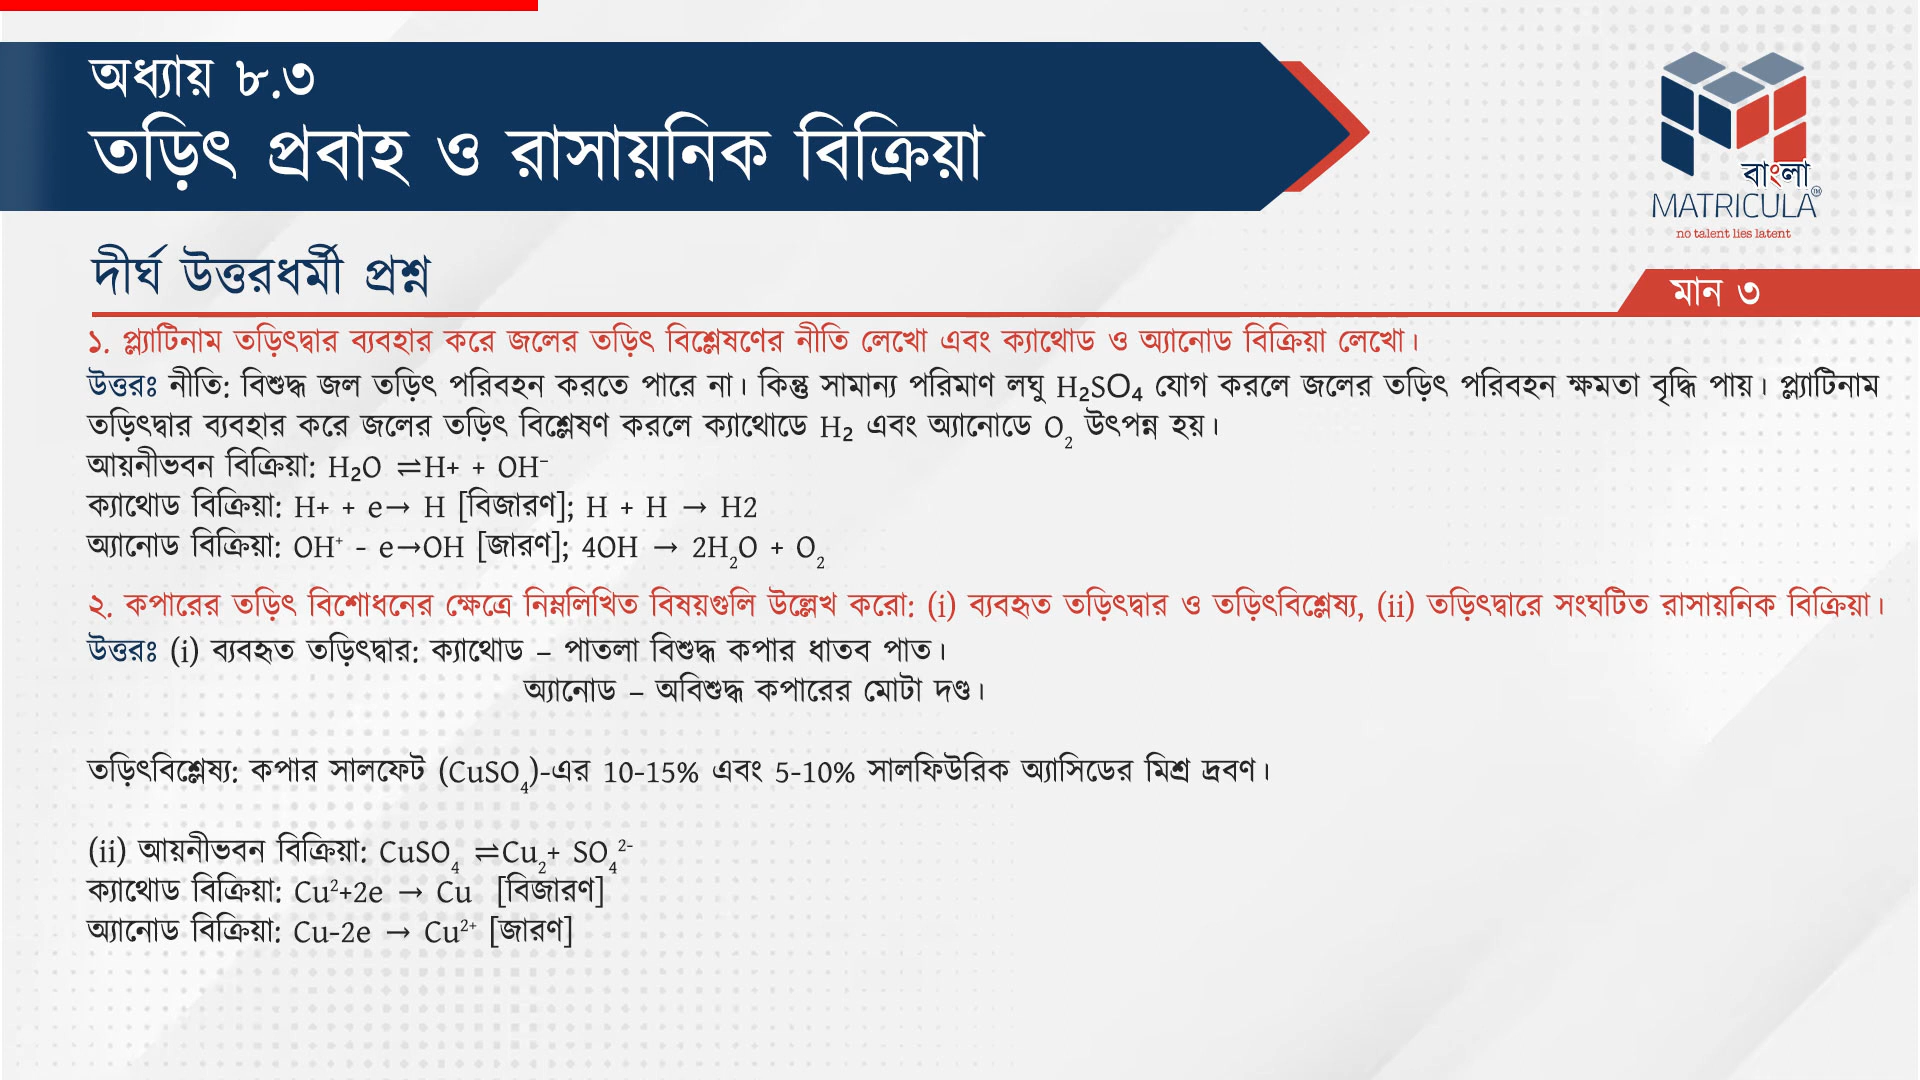 অধ্যায় ৮.৩
তড়িৎ প্রবাহ ও রাসায়নিক বিক্রিয়া
বাংলা
MATRICULA™
no talent lies latent
দীর্ঘ উত্তরধর্মী প্রশ্ন
মান ৩
১. প্ল্যাটিনাম তড়িৎদ্বার ব্যবহার করে জলের তড়িৎ বিশ্লেষণের নীতি লেখো এবং ক্যাথোড ও অ্যানোড বিক্রিয়া লেখো।
উত্তরঃ নীতি: বিশুদ্ধ জল তড়িৎ পরিবহন করতে পারে না। কিন্তু সামান্য পরিমাণ লঘু H₂SO₄ যোগ করলে জলের তড়িৎ পরিবহন ক্ষমতা বৃদ্ধি পায়। প্ল্যাটিনাম
তড়িৎদ্বার ব্যবহার করে জলের তড়িৎ বিশ্লেষণ করলে ক্যাথোডে H₂ এবং অ্যানোডে O₂ উৎপন্ন হয়।
আয়নীভবন বিক্রিয়া: H₂O ⇌H+ + OH⁻
ক্যাথোড বিক্রিয়া: H+ + e→ H [বিজারণ]; H + H → H2
অ্যানোড বিক্রিয়া: OH⁺ - e→OH [জারণ]; 4OH → 2H₂O + O₂
২. কপারের তড়িৎ বিশোধনের ক্ষেত্রে নিম্নলিখিত বিষয়গুলি উল্লেখ করো: (i) ব্যবহৃত তড়িৎদ্বার ও তড়িৎবিশ্লেষ্য, (ii) তড়িৎদ্বারে সংঘটিত রাসায়নিক বিক্রিয়া।
উত্তরঃ (i) ব্যবহৃত তড়িৎদ্বার: ক্যাথোড – পাতলা বিশুদ্ধ কপার ধাতব পাত।
অ্যানোড – অবিশুদ্ধ কপারের মোটা দণ্ড।
তড়িৎবিশ্লেষ্য: কপার সালফেট (CuSO₄)-এর 10-15% এবং 5-10% সালফিউরিক অ্যাসিডের মিশ্র দ্রবণ।
(ii) আয়নীভবন বিক্রিয়া: CuSO₄ ⇌Cu₂+ SO₄²⁻
ক্যাথোড বিক্রিয়া: Cu²+2e → Cu [বিজারণ]
অ্যানোড বিক্রিয়া: Cu-2e → Cu²⁺ [জারণ]